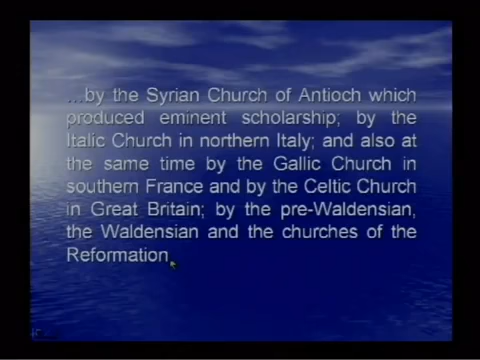 ...by the Syrian Church of Antioch which
produced eminent scholarship; by the
Italic Church in northern Italy; and also at
the same time by the Gallic Church in
southern France and by the Celtic Church
in Great Britain; by the pre-Waldensian,
the Waldensian and the churches of the
Reformation.